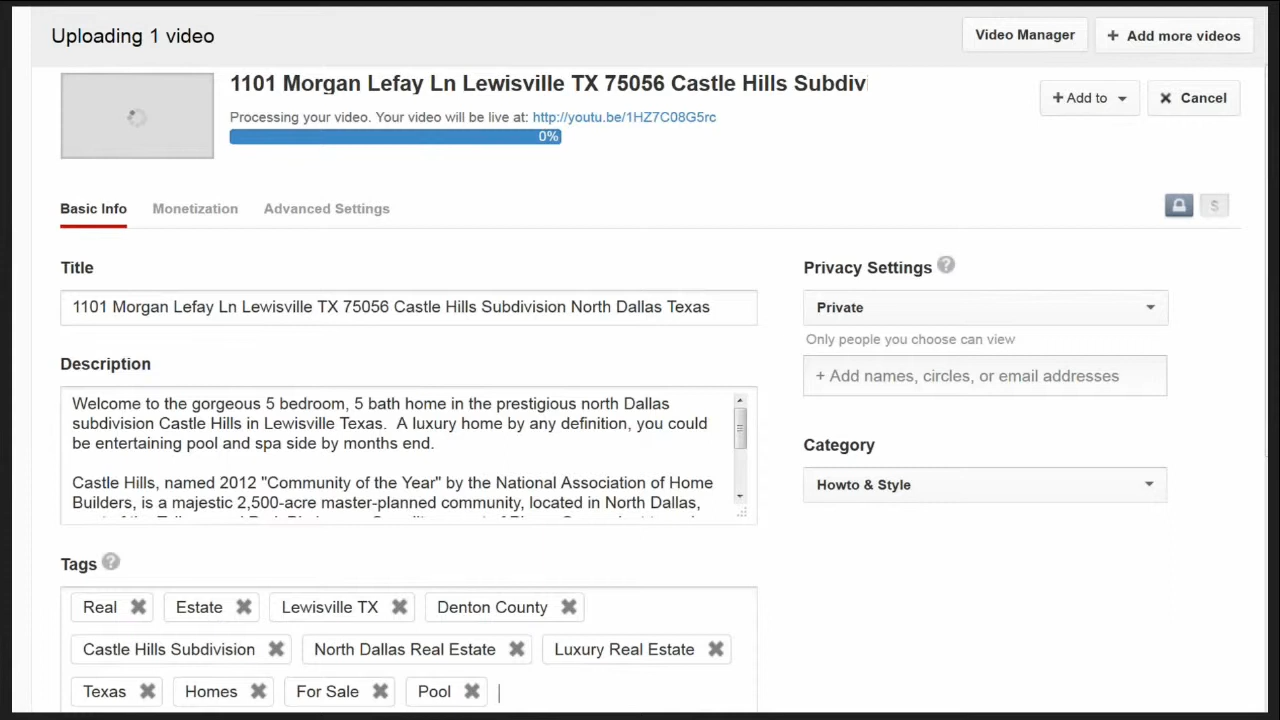 Uploading 1 video
Video Manager
+ Add more videos
1101 Morgan Lefay Ln Lewisville TX 75056 Castle Hills Subdiv
+ Add to
Cancel
Processing your video. Your video will be live at: http://youtu.be/1HZ7C08G5rc
0%
Basic Info
Monetization
Advanced Settings
$
Title
1101 Morgan Lefay Ln Lewisville TX 75056 Castle Hills Subdivision North Dallas Texas
Privacy Settings ?
Private
Only people you choose can view
+ Add names, circles, or email addresses
Description
Welcome to the gorgeous 5 bedroom, 5 bath home in the prestigious north Dallas
subdivision Castle Hills in Lewisville Texas. A luxury home by any definition, you could
be entertaining pool and spa side by months end.
Castle Hills, named 2012 "Community of the Year" by the National Association of Home
Builders, is a majestic 2,500-acre master-planned community, located in North Dallas,
Category
Howto & Style
Tags ?
Real
Estate
Lewisville TX
Denton County
Castle Hills Subdivision
North Dallas Real Estate
Luxury Real Estate
Texas
Homes
For Sale
Pool